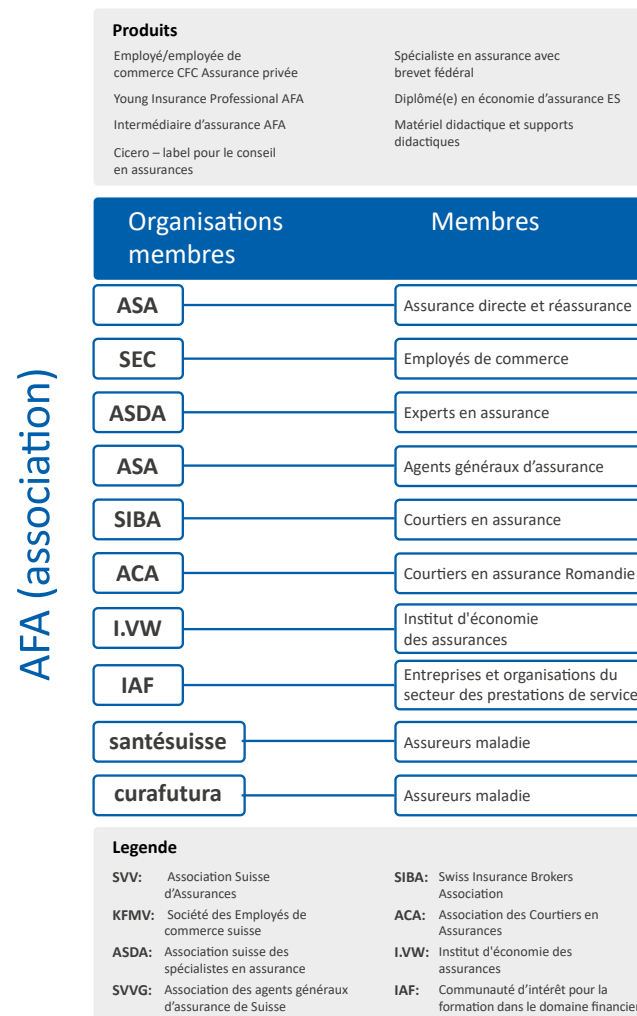 Produits
Employé/employée de
commerce CFC Assurance privée
Young Insurance Professional AFA
Intermédiaire d'assurance AFA
Cicero – label pour le conseil
en assurances
Spécialiste en assurance avec
brevet fédéral
Diplômé(e) en économie d'assurance ES
Matériel didactique et supports
didactiques
AFA (association)
Organisations
membres
Membres
ASA
Assurance directe et réassurance
SEC
Employés de commerce
ASDA
Experts en assurance
ASA
Agents généraux d'assurance
SIBA
Courtiers en assurance
ACA
Courtiers en assurance Romandie
I.VW
Institut d'économie
des assurances
IAF
Entreprises et organisations du
secteur des prestations de service
santésuisse
Assureurs maladie
curafutura
Assureurs maladie
Legende
SVV: Association Suisse
d'Assurances
KFMV: Société des Employés de
commerce suisse
ASDA: Association suisse des
spécialistes en assurance
SVVG: Association des agents généraux
d'assurance de Suisse
SIBA: Swiss Insurance Brokers
Association
ACA: Association des Courtiers en
Assurances
I.VW: Institut d'économie des
assurances
IAF: Communauté d'intérêt pour la
formation dans le domaine financier